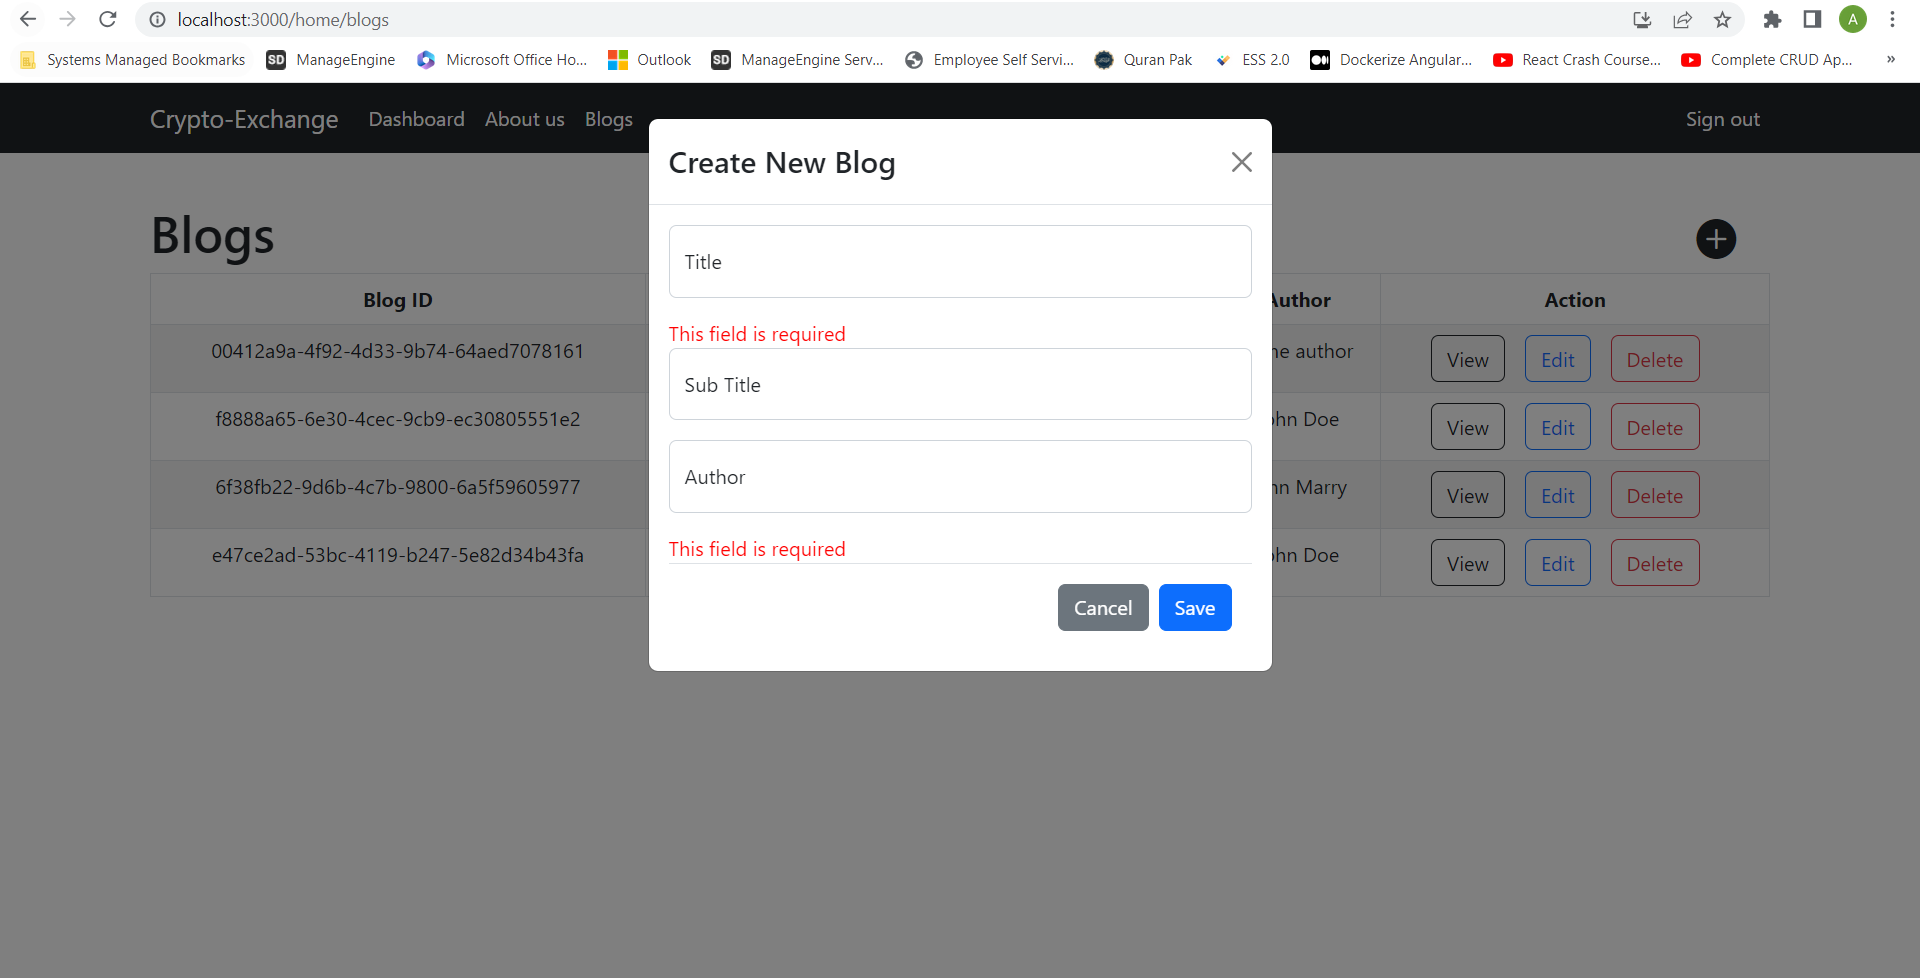 localhost:3000/home/blogs
A
Systems Managed Bookmarks
SD ManageEngine
Microsoft Office Ho...
Outlook
SD ManageEngine Serv...
Employee Self Servi...
Quran Pak
ESS 2.0
Dockerize Angular,...
React Crash Course...
Complete CRUD Ap...
»
Crypto-Exchange Dashboard About us Blogs Sign out
Create New Blog
Title
This field is required
Sub Title
Author
This field is required
Cancel Save
Blogs
Blog ID Author Action
00412a9a-4f92-4d33-9b74-64aed7078161 author View Edit Delete
f8888a65-6e30-4cec-9cb9-ec30805551e2 ohn Doe View Edit Delete
6f38fb22-9d6b-4c7b-9800-6a5f59605977 nn Marry View Edit Delete
e47ce2ad-53bc-4119-b247-5e82d34b43fa ohn Doe View Edit Delete